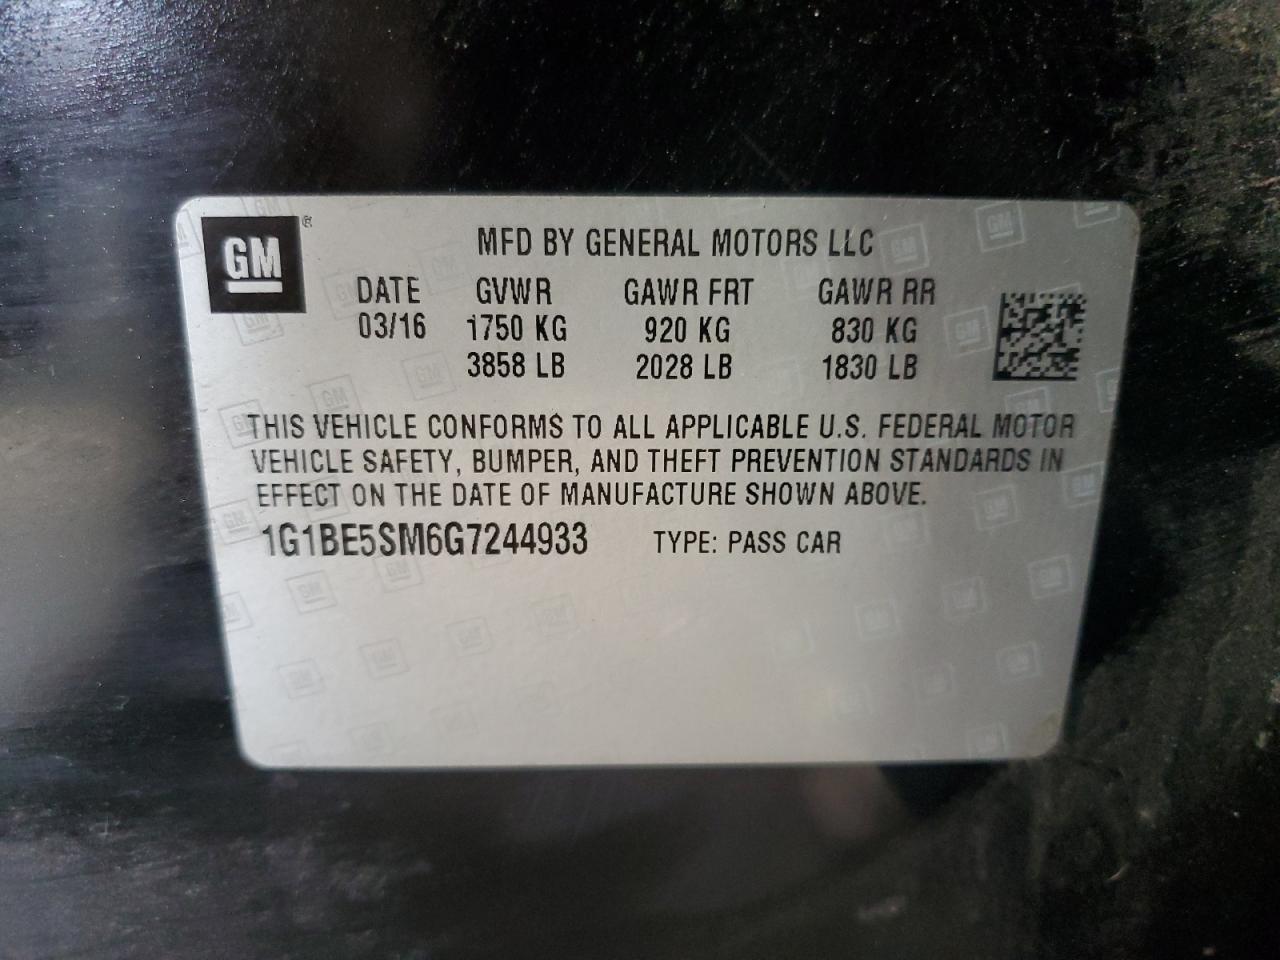 GM ®
MFD BY GENERAL MOTORS LLC
DATE GVWR GAWR FRT GAWR RR
03/16 1750 KG 920 KG 830 KG
3858 LB 2028 LB 1830 LB
THIS VEHICLE CONFORMS TO ALL APPLICABLE U.S. FEDERAL MOTOR
VEHICLE SAFETY, BUMPER, AND THEFT PREVENTION STANDARDS IN
EFFECT ON THE DATE OF MANUFACTURE SHOWN ABOVE.
1G1BE5SM6G7244933 TYPE: PASS CAR